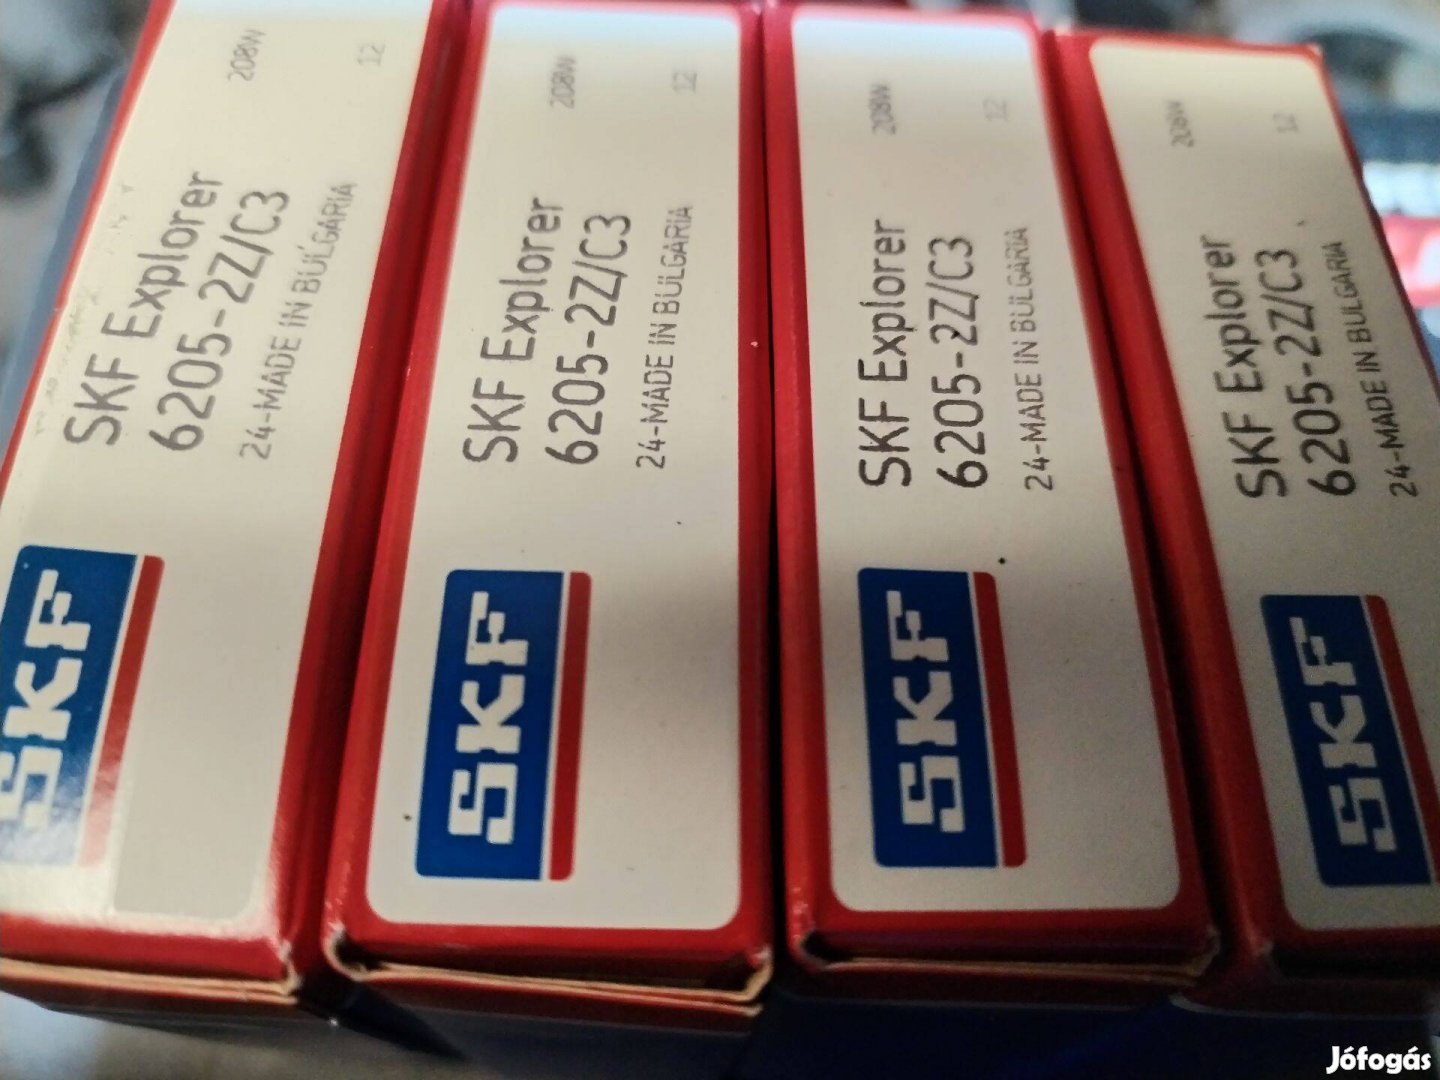 SKF
SKF Explorer
6205-2Z/C3
24-MADE IN BULGARIA
208W
12
SKF
SKF Explorer
6205-2Z/C3
24-MADE IN BULGARIA
208W
12
SKF
SKF Explorer
6205-2Z/C3
24-MADE IN BULGARIA
208W
12
SKF
SKF Explorer
6205-2Z/C3
24-MADE IN BULGARIA
208W
12
Jófogás